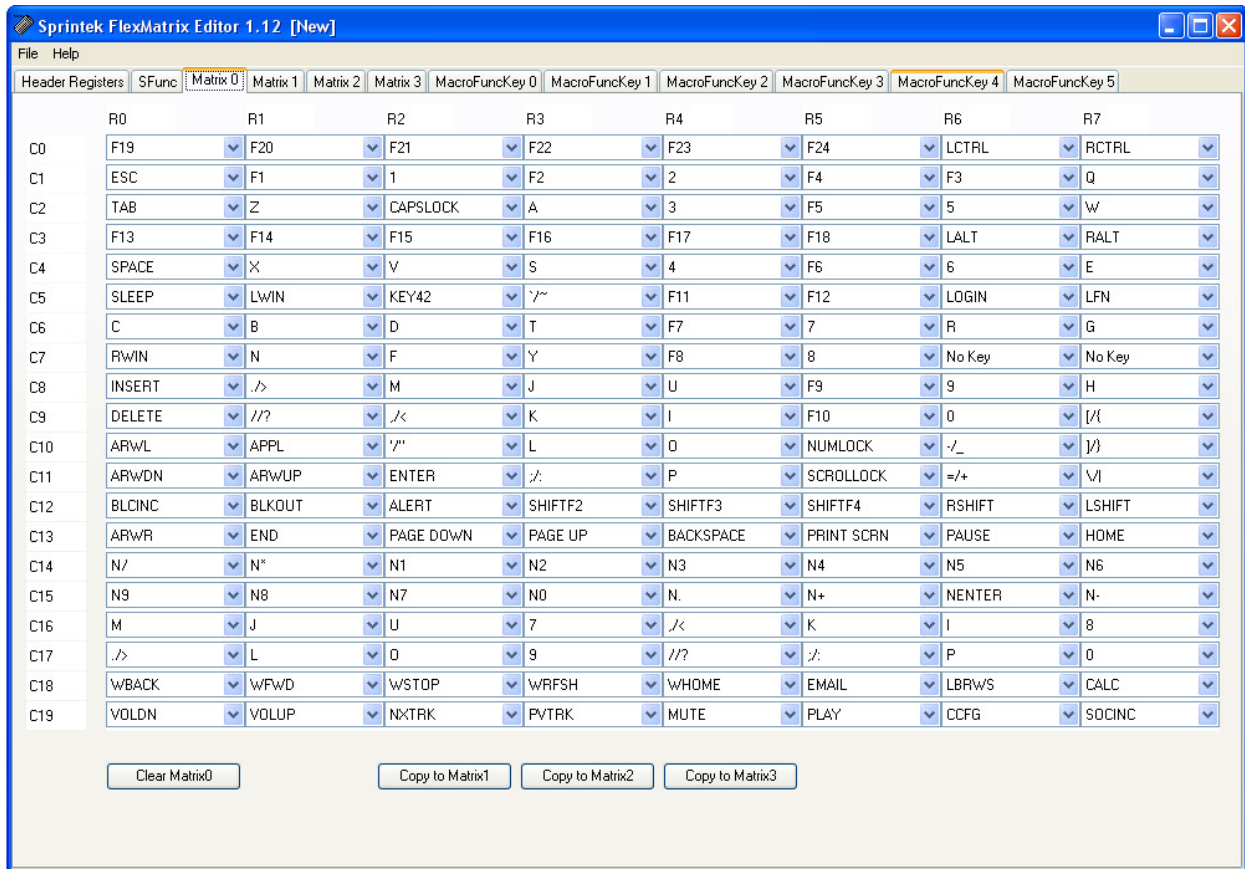 Sprintek FlexMatrix Editor 1.12 [New]
File Help
Header Registers SFunc Matrix 0 Matrix 1 Matrix 2 Matrix 3 MacroFuncKey 0 MacroFuncKey 1 MacroFuncKey 2 MacroFuncKey 3 MacroFuncKey 4 MacroFuncKey 5
R0 R1 R2 R3 R4 R5 R6 R7
C0 F19 F20 F21 F22 F23 F24 LCTRL RCTRL
C1 ESC F1 1 F2 2 F4 F3 Q
C2 TAB Z CAPSLOCK A 3 F5 5 W
C3 F13 F14 F15 F16 F17 F18 LALT RALT
C4 SPACE X V S 4 F6 6 E
C5 SLEEP LWIN KEY42 `/~ F11 F12 LOGIN LFN
C6 C B D T F7 7 R G
C7 RWIN N F Y F8 8 No Key No Key
C8 INSERT ./> M J U F9 9 H
C9 DELETE //? ,/< K I F10 0 [/{
C10 ARWL APPL '/" L O NUMLOCK -/_ ]/}
C11 ARWDN ARWUP ENTER ;/: P SCROLLOCK =/+ \/|
C12 BLCINC BLKOUT ALERT SHIFTF2 SHIFTF3 SHIFTF4 RSHIFT LSHIFT
C13 ARWR END PAGE DOWN PAGE UP BACKSPACE PRINT SCRN PAUSE HOME
C14 N/ N* N1 N2 N3 N4 N5 N6
C15 N9 N8 N7 N0 N. N+ NENTER N-
C16 M J U 7 ,/< K I 8
C17 ./> L O 9 //? ;/: P 0
C18 WBACK WFWD WSTOP WRFSH WHOME EMAIL LBRWS CALC
C19 VOLDN VOLUP NXTRK PVTRK MUTE PLAY CCFG SOCINC
Clear Matrix0 Copy to Matrix1 Copy to Matrix2 Copy to Matrix3